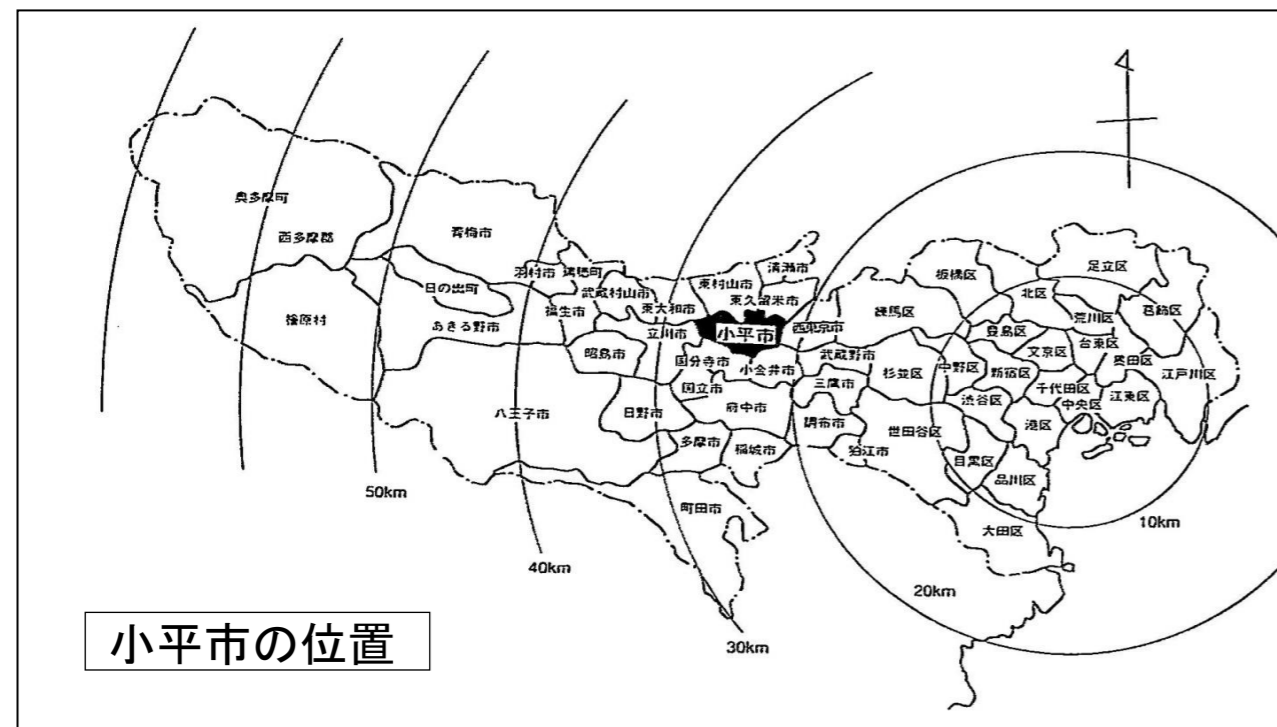 奥多摩町
西多摩郡
檜原村
青梅市
日の出町
あきる野市
羽村市
瑞穂町
福生市
武蔵村山市
昭島市
八王子市
日野市
東大和市
立川市
東村山市
清瀬市
東久留米市
小平市
国分寺市
小金井市
国立市
府中市
多摩市
稲城市
町田市
西東京市
武蔵野市
三鷹市
調布市
狛江市
練馬区
杉並区
世田谷区
板橋区
北区
足立区
豊島区
荒川区
葛飾区
中野区
新宿区
文京区
台東区
墨田区
江戸川区
渋谷区
千代田区
中央区
江東区
港区
目黒区
品川区
大田区
10km
20km
30km
40km
50km
小平市の位置